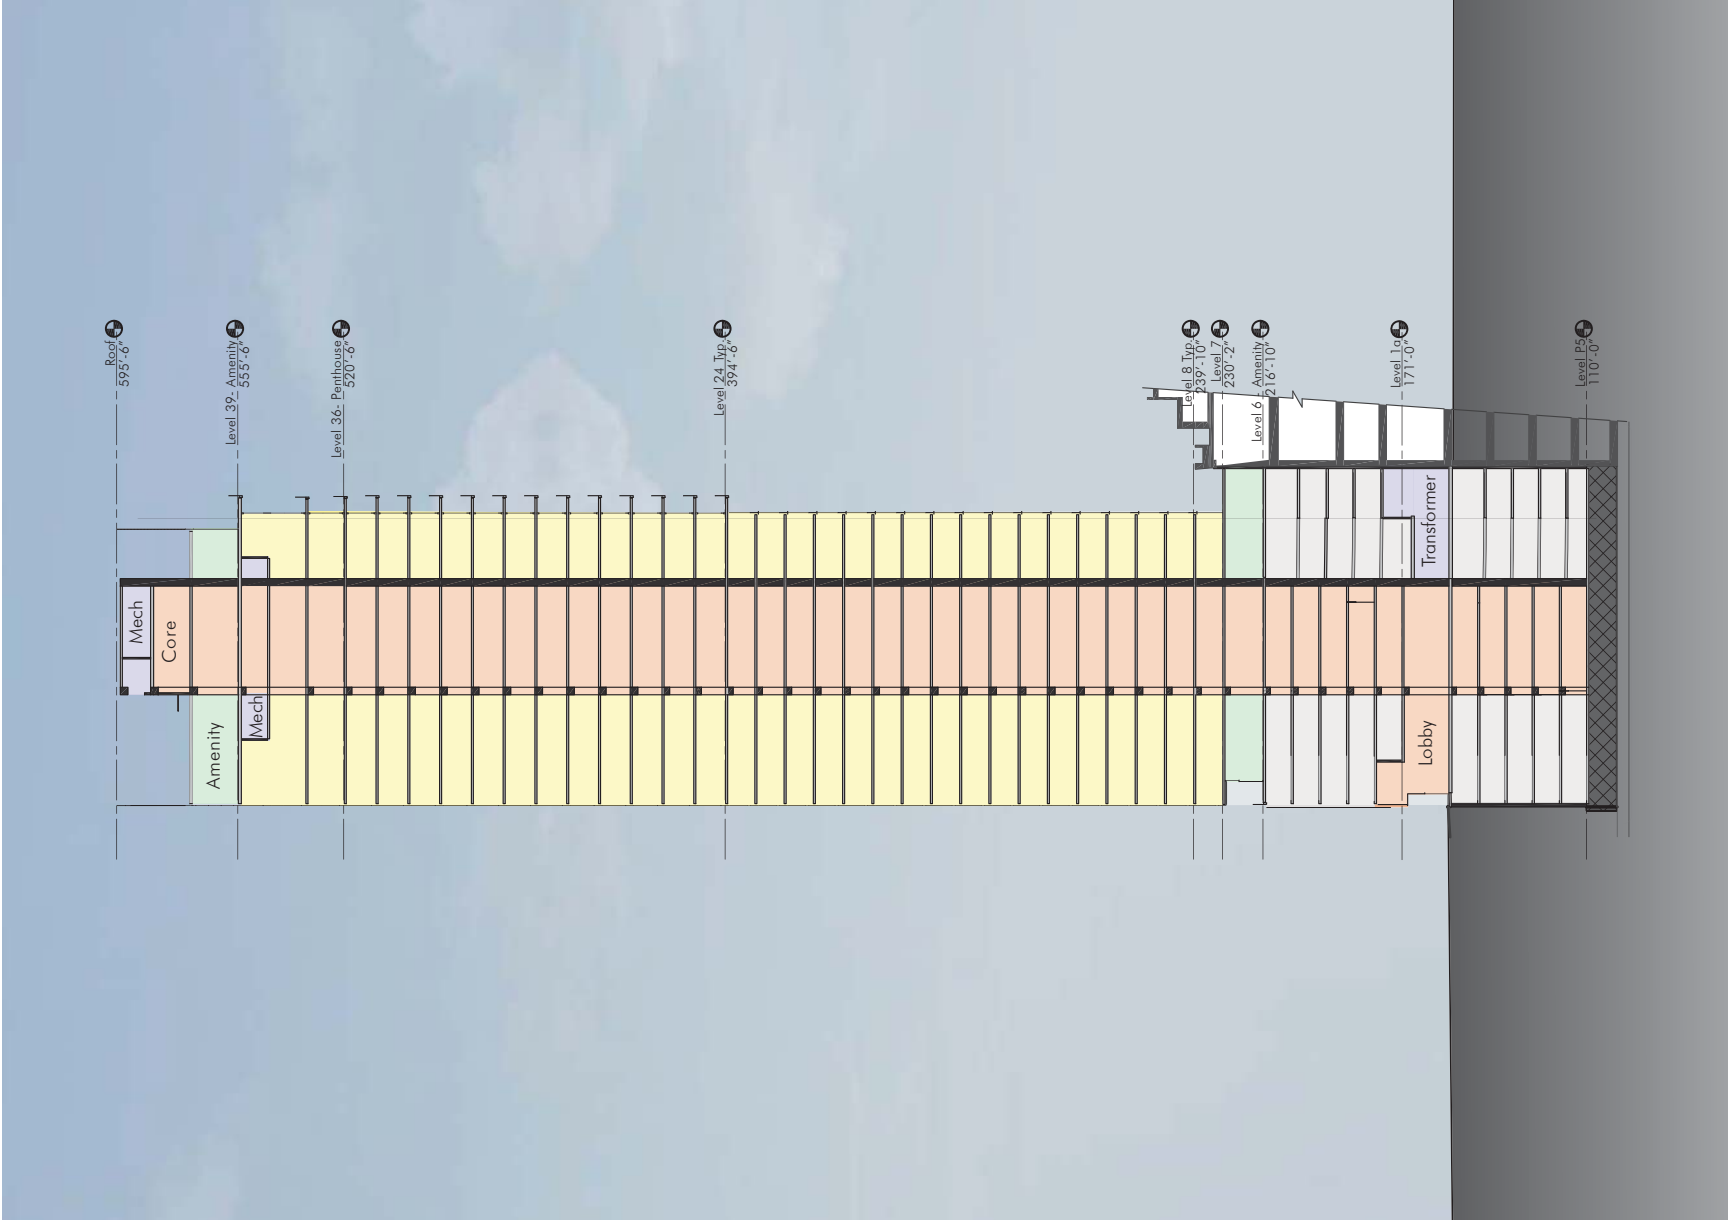 Roof
595'-6"
Level 39- Amenity
555'-6"
Level 36- Penthouse
520'-6"
Level 24 Typ.
394'-6"
Level 8 Typ.
239'-10"
Level 7
230'-2"
Level 6 - Amenity
216'-10"
Level 1a
171'-0"
Level P5
110'-0"
Mech
Core
Amenity
Mech
Transformer
Lobby